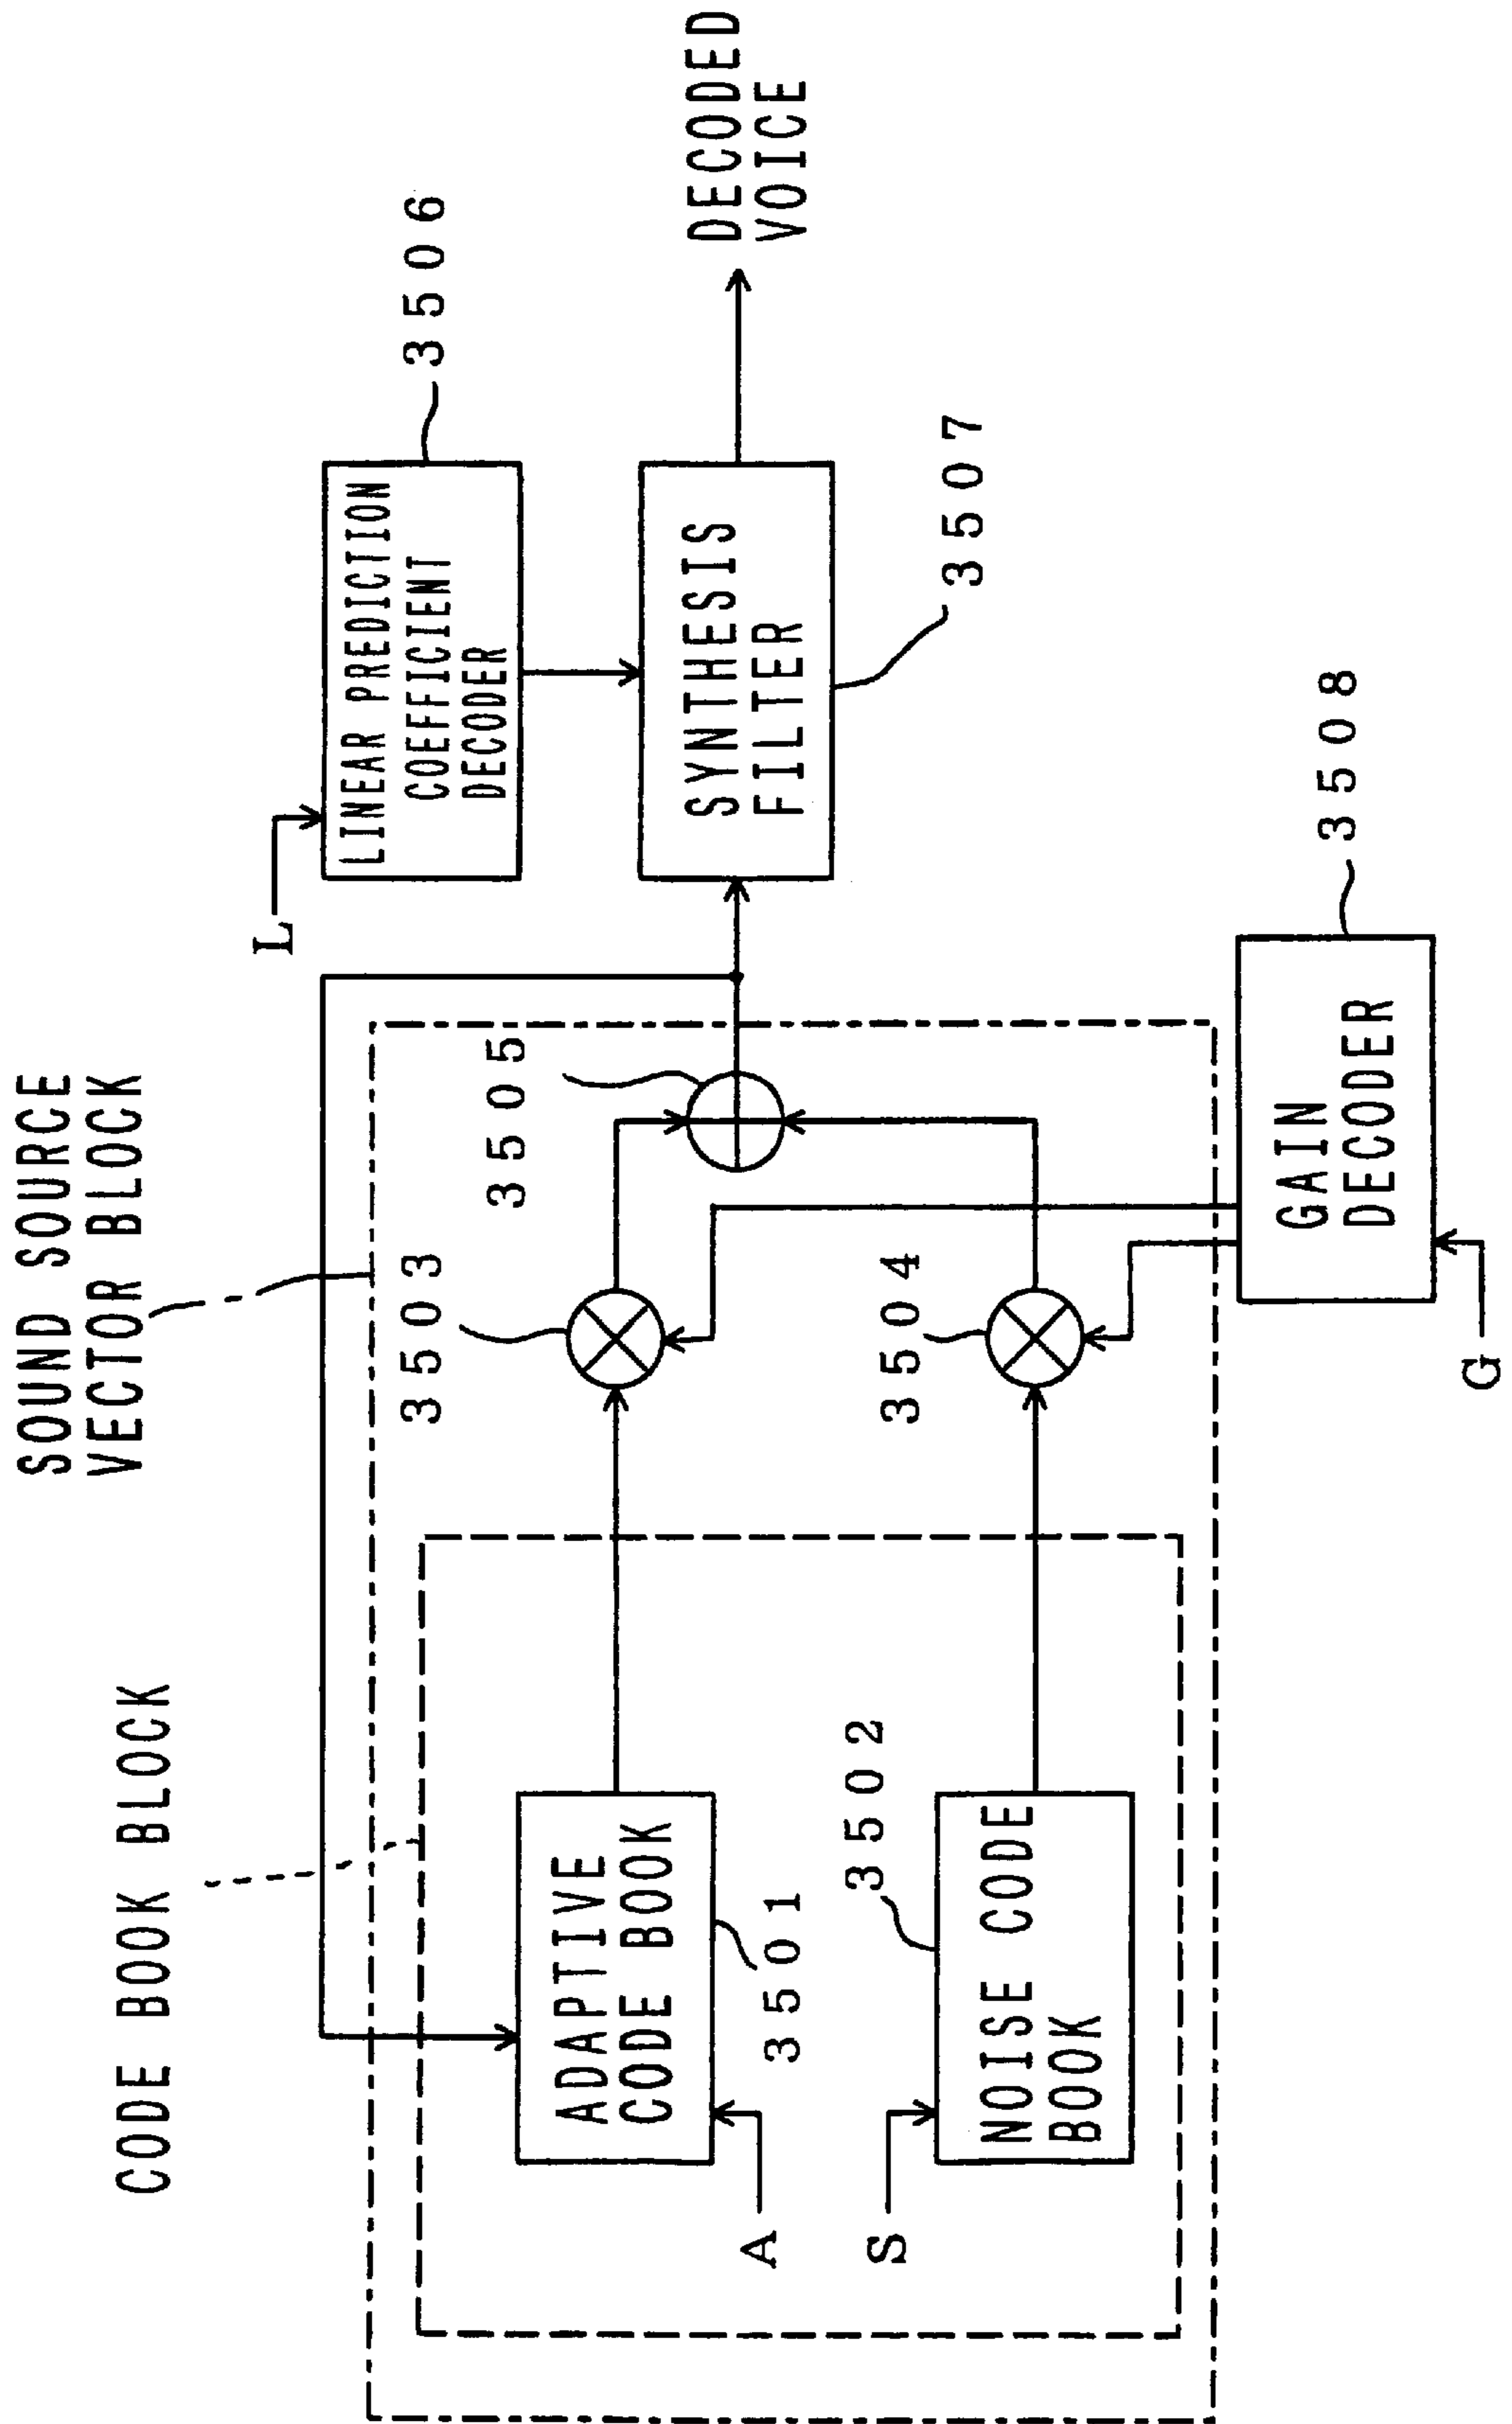 SOUND SOURCE
VECTOR BLOCK
CODE BOOK BLOCK
L
LINEAR PREDICTION
COEFFICIENT
DECODER
3506
3503
3505
ADAPTIVE
CODE BOOK
3501
A
SYNTHESIS
FILTER
3507
DECODED
VOICE
S
3502
NOISE CODE
BOOK
3504
GAIN
DECODER
3508
G